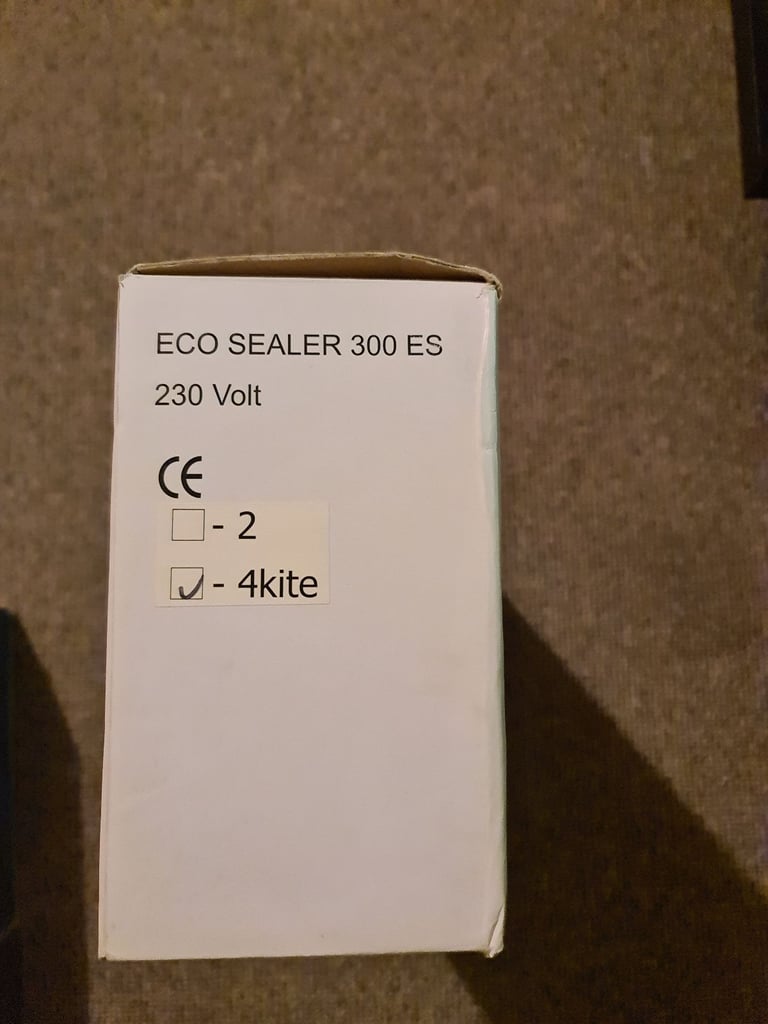 ECO SEALER 300 ES
230 Volt
CE
- 2
- 4kite